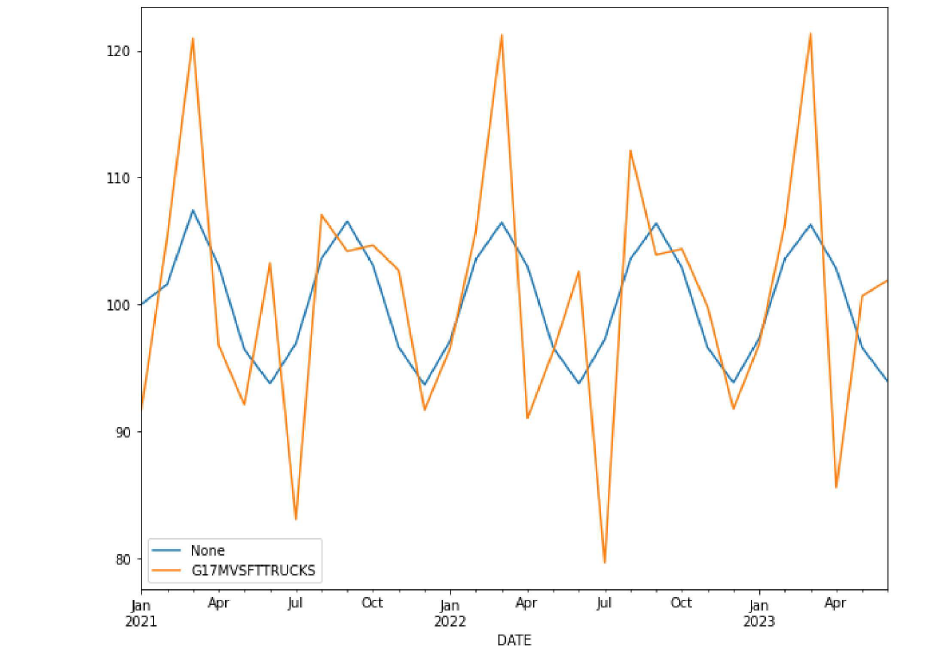 120
110
100
90
80
None
G17MVSFTTRUCKS
Jan Apr Jul Oct Jan Apr Jul Oct Jan Apr
2021 2022 2023
DATE